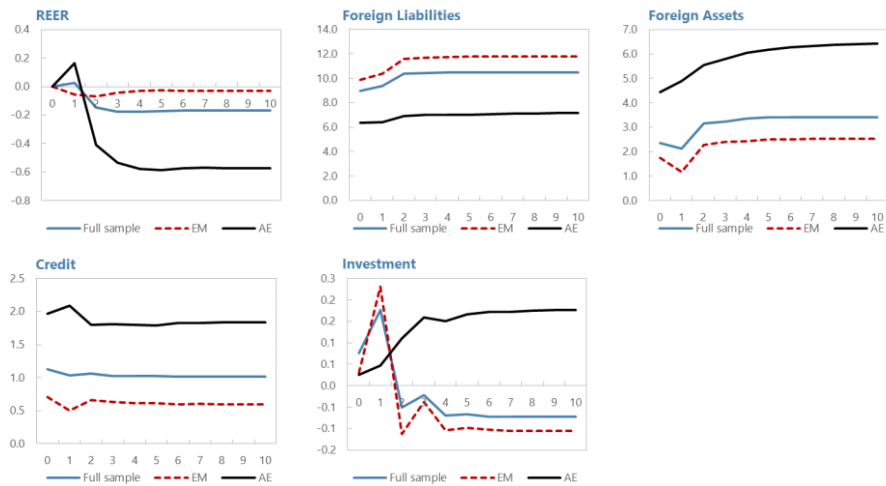 REER
0.4
0.2
0.0
-0.2
-0.4
-0.6
-0.8
0 1 2 3 4 5 6 7 8 9 10
Full sample EM AE
Foreign Liabilities
14.0
12.0
10.0
8.0
6.0
4.0
2.0
0.0
0 1 2 3 4 5 6 7 8 9 10
Full sample EM AE
Foreign Assets
7.0
6.0
5.0
4.0
3.0
2.0
1.0
0.0
0 1 2 3 4 5 6 7 8 9 10
Full sample EM AE
Credit
2.5
2.0
1.5
1.0
0.5
0.0
0 1 2 3 4 5 6 7 8 9 10
Full sample EM AE
Investment
0.3
0.2
0.2
0.1
0.1
0.0
-0.1
-0.1
-0.2
0 1 2 3 4 5 6 7 8 9 10
Full sample EM AE